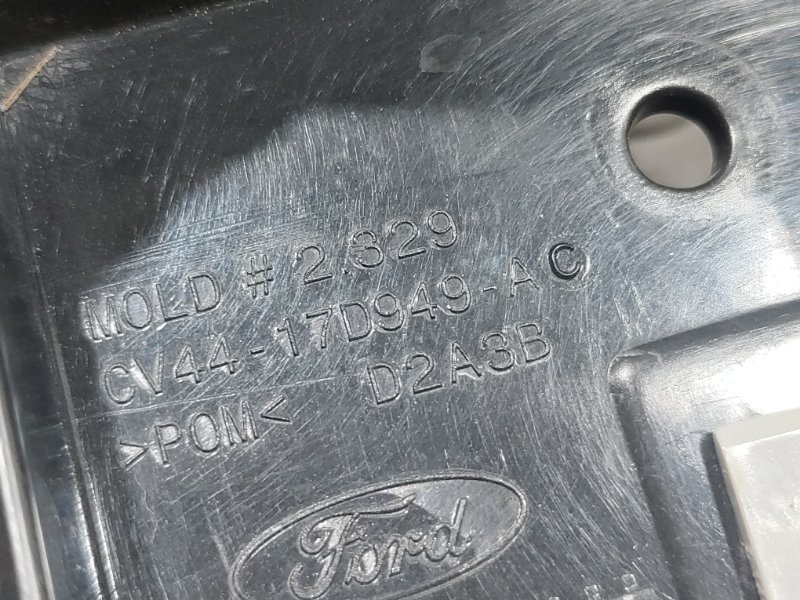 MOLD # 2.329
CV44-17D949-AC
>POM< D2A3B
Ford